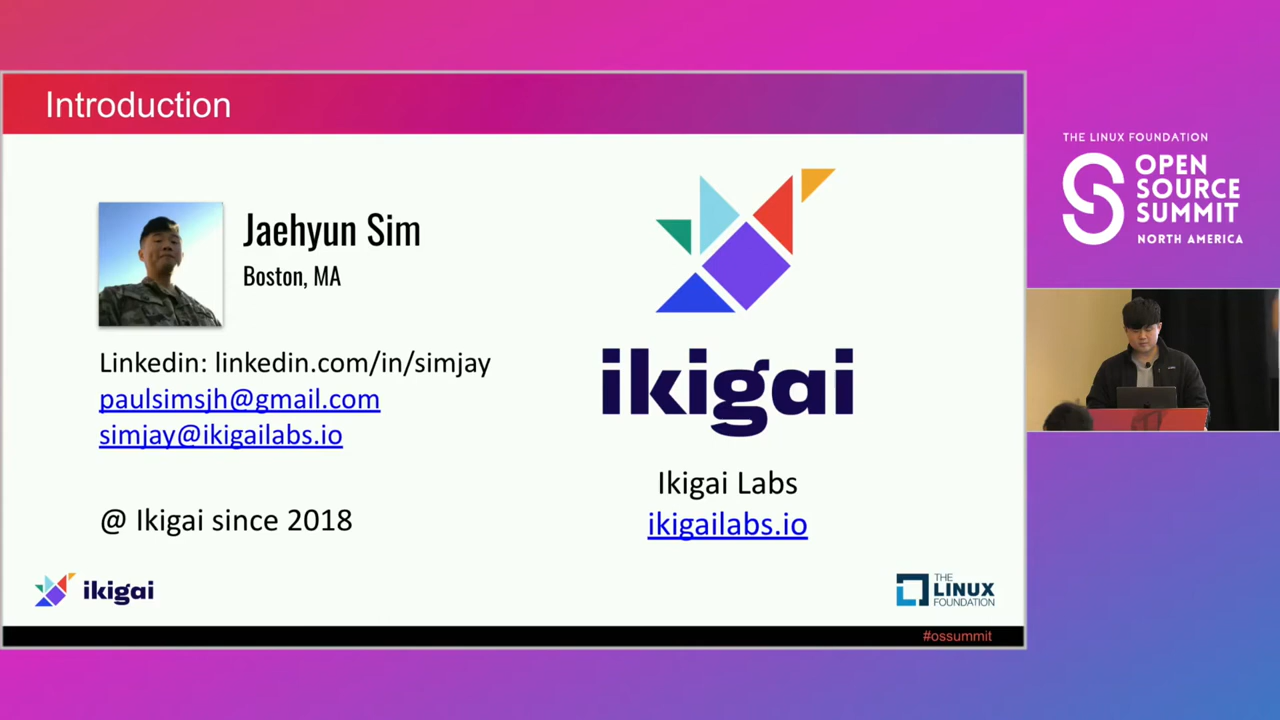 Introduction
Jaehyun Sim
Boston, MA
Linkedin: linkedin.com/in/simjay
paulsimsjh@gmail.com
simjay@ikigailabs.io
@ Ikigai since 2018
ikigai
Ikigai Labs
ikigailabs.io
ikigai
THE
LINUX
FOUNDATION
#ossummit
THE LINUX FOUNDATION
OPEN
SOURCE
SUMMIT
NORTH AMERICA